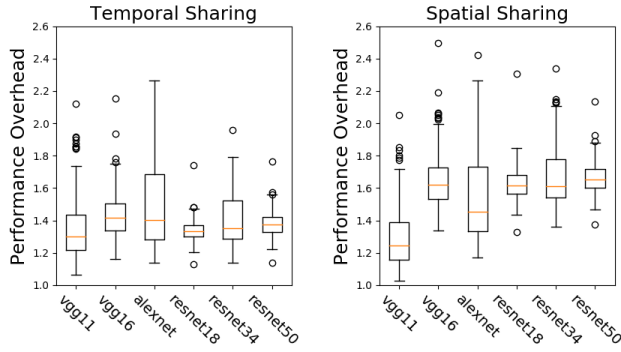 Temporal Sharing
Performance Overhead
2.6
2.4
2.2
2.0
1.8
1.6
1.4
1.2
1.0
vgg11
vgg16
alexnet
resnet18
resnet34
resnet50
Spatial Sharing
Performance Overhead
2.6
2.4
2.2
2.0
1.8
1.6
1.4
1.2
1.0
vgg11
vgg16
alexnet
resnet18
resnet34
resnet50